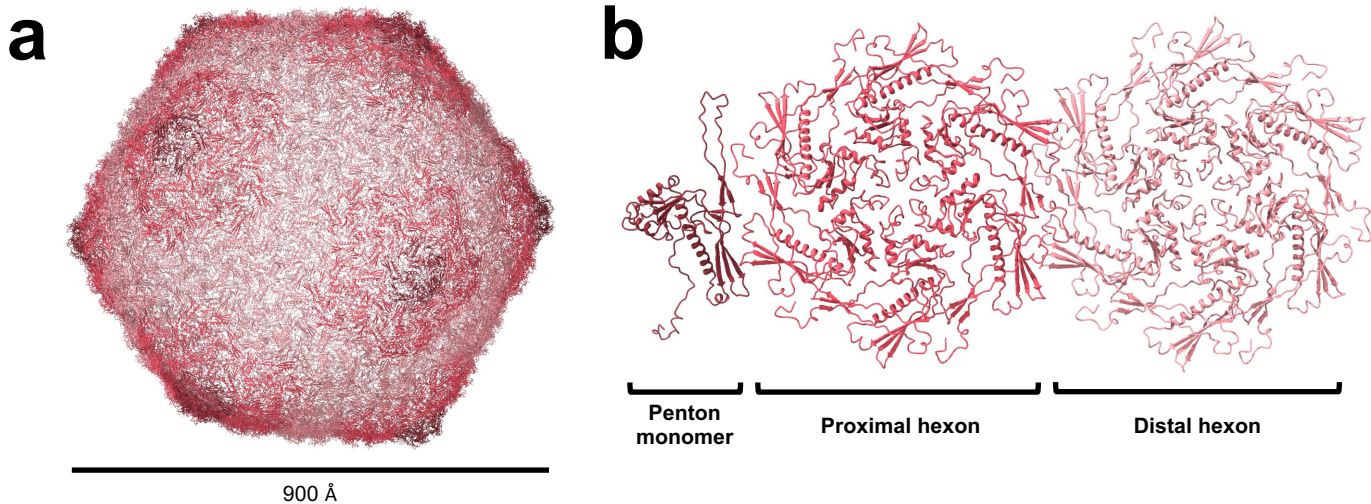 a
b
900 Å
Penton
monomer
Proximal hexon
Distal hexon